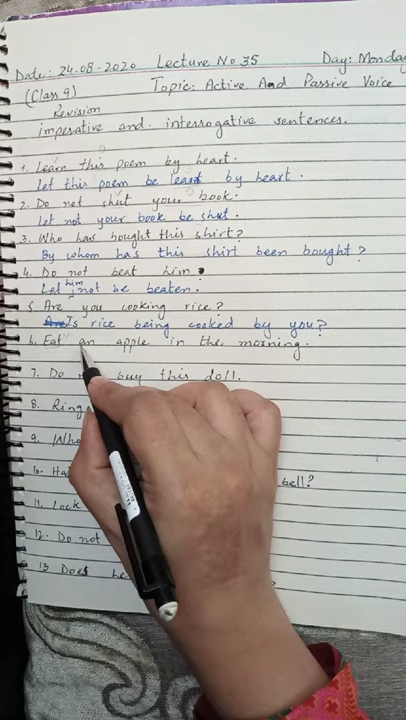 Date: 24-08-2020 Lecture No 35 Day: Monday
(Class 9) Topic: Active And Passive Voice
Revision
imperative and interrogative sentences.
1. Learn this poem by heart.
Let this poem be learnt by heart.
2. Do not shut your book.
Let not your book be shut.
3. Who has bought this shirt?
By whom has this shirt been bought?
4. Do not beat him.
Let him not be beaten.
5. Are you cooking rice?
Is rice being cooked by you?
6. Eat an apple in the morning.
7. Do buy this doll.
8. Ring
9. Who
10. bell?
11. Lock
12. Do not
13 Does he ?